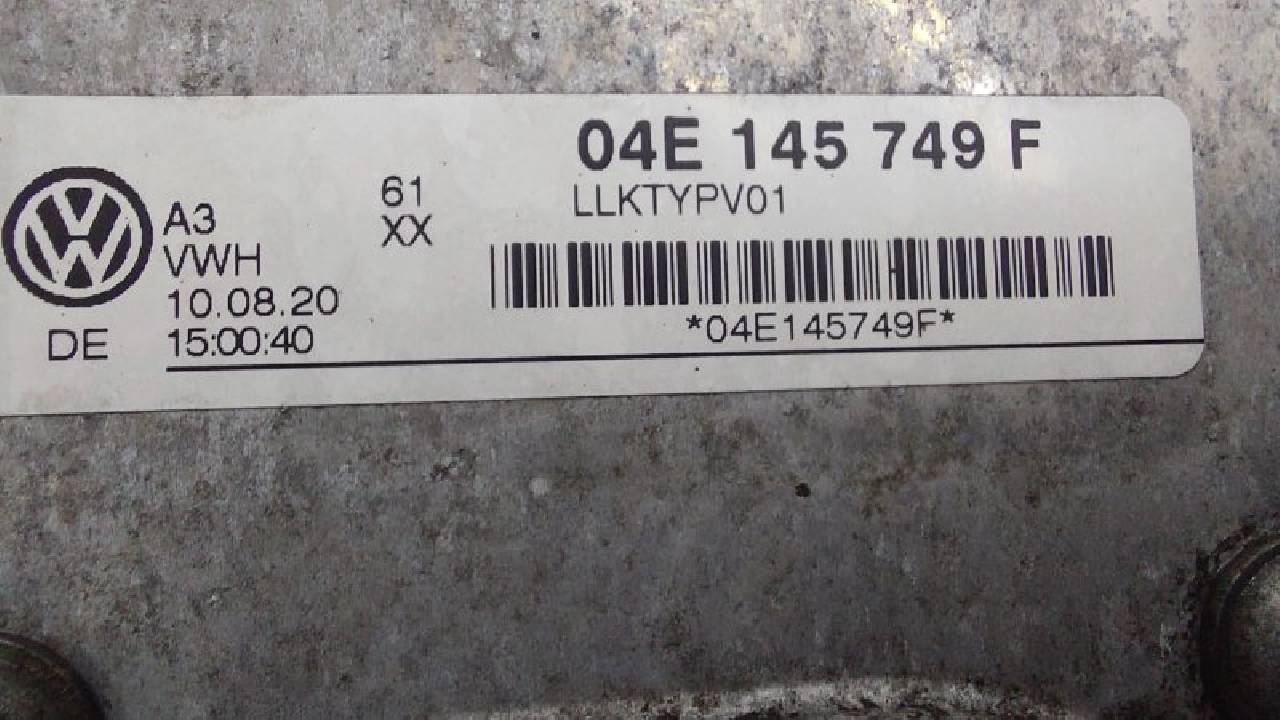 04E 145 749 F
LLKTYPV01
61
XX
A3
VWH
10.08.20
15:00:40
DE
*04E145749F*